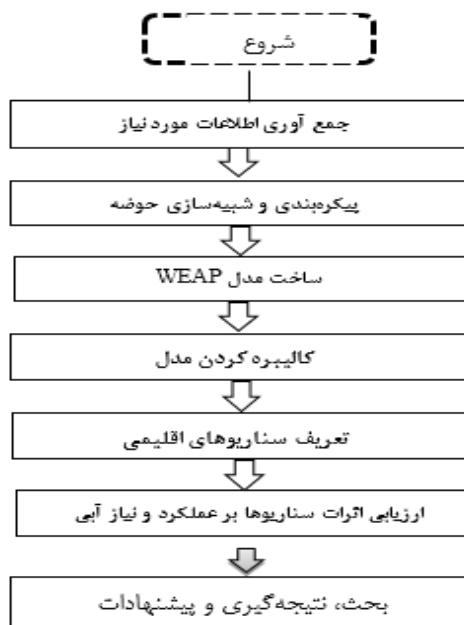 شروع
جمع آوری اطلاعات مورد نیاز
پیکره‌بندی و شبیه‌سازی حوضه
ساخت مدل WEAP
کالیبره کردن مدل
تعریف سناریوهای اقلیمی
ارزیابی اثرات سناریوها بر عملکرد و نیاز آبی
بحث، نتیجه‌گیری و پیشنهادات